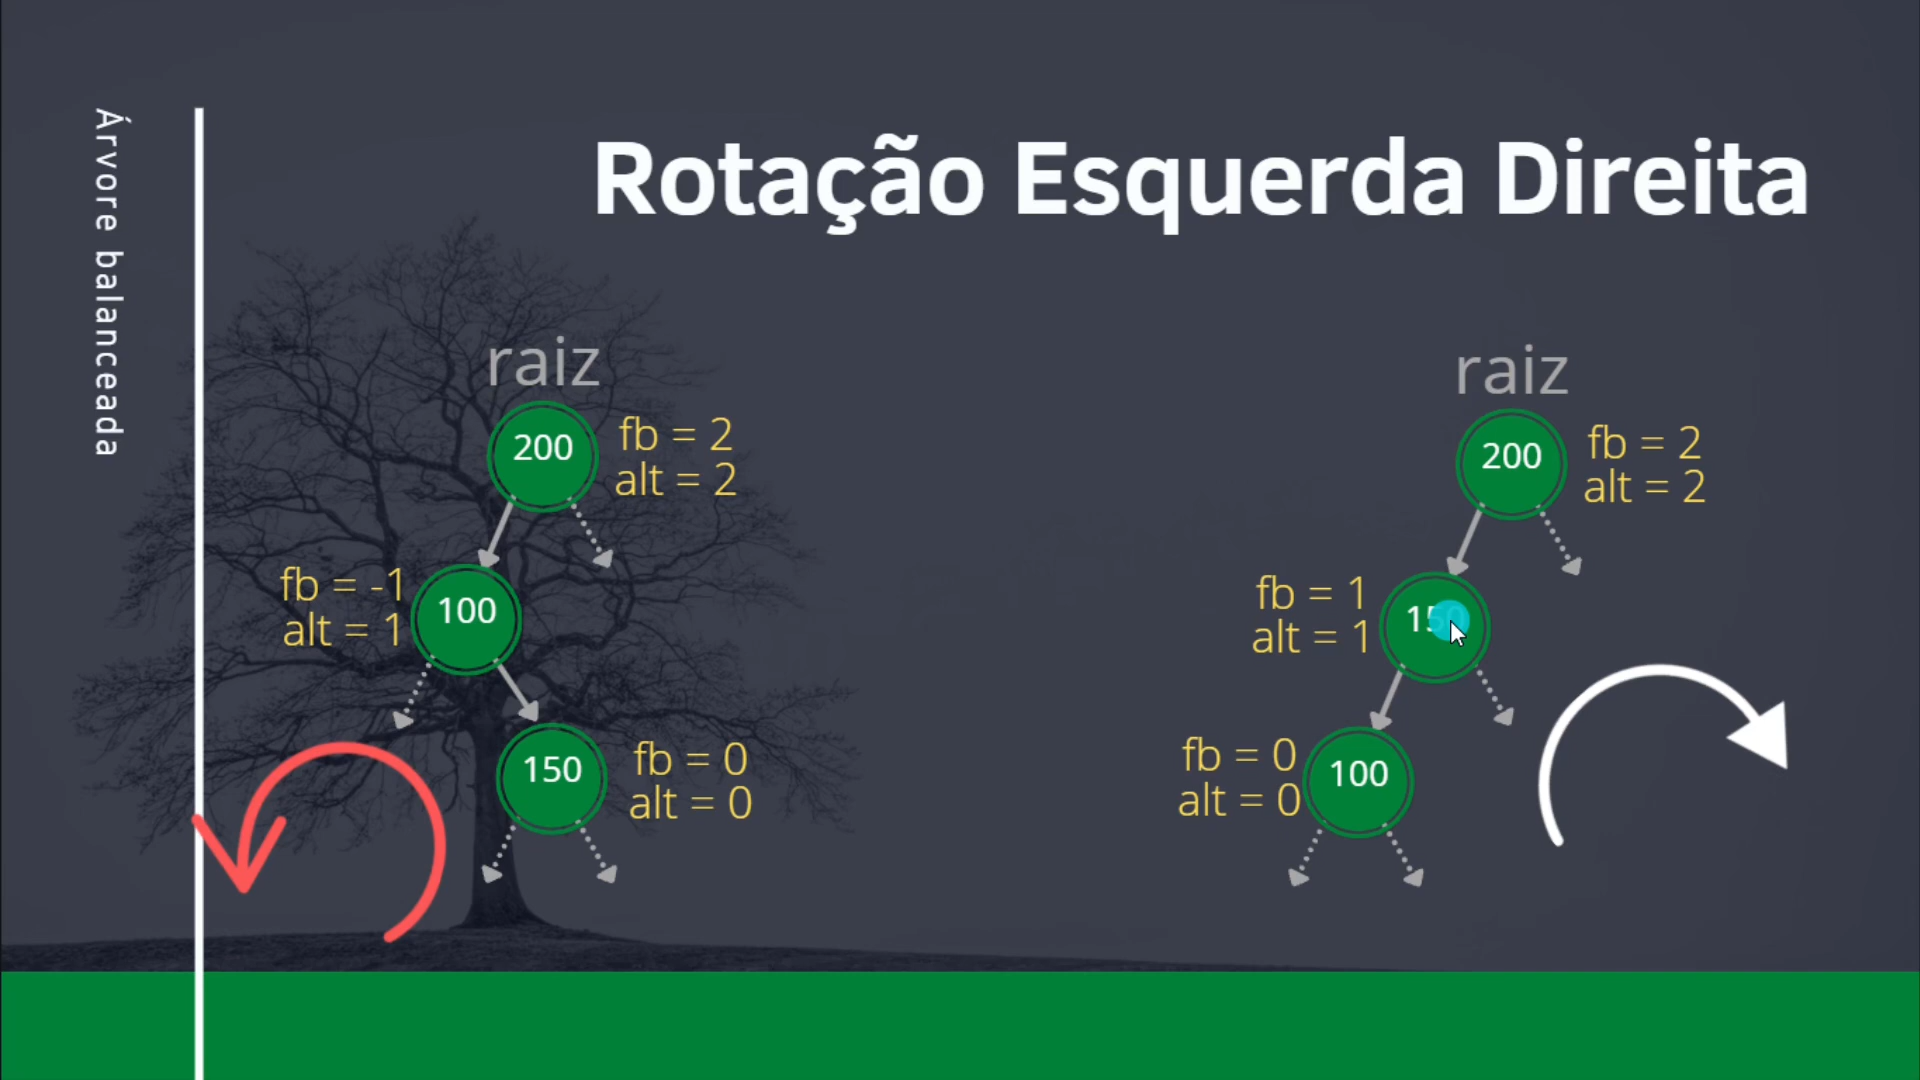 Árvore balanceada
Rotação Esquerda Direita
raiz
200
fb = 2
alt = 2
fb = -1
alt = 1
100
150
fb = 0
alt = 0
raiz
200
fb = 2
alt = 2
fb = 1
alt = 1
150
fb = 0
alt = 0
100